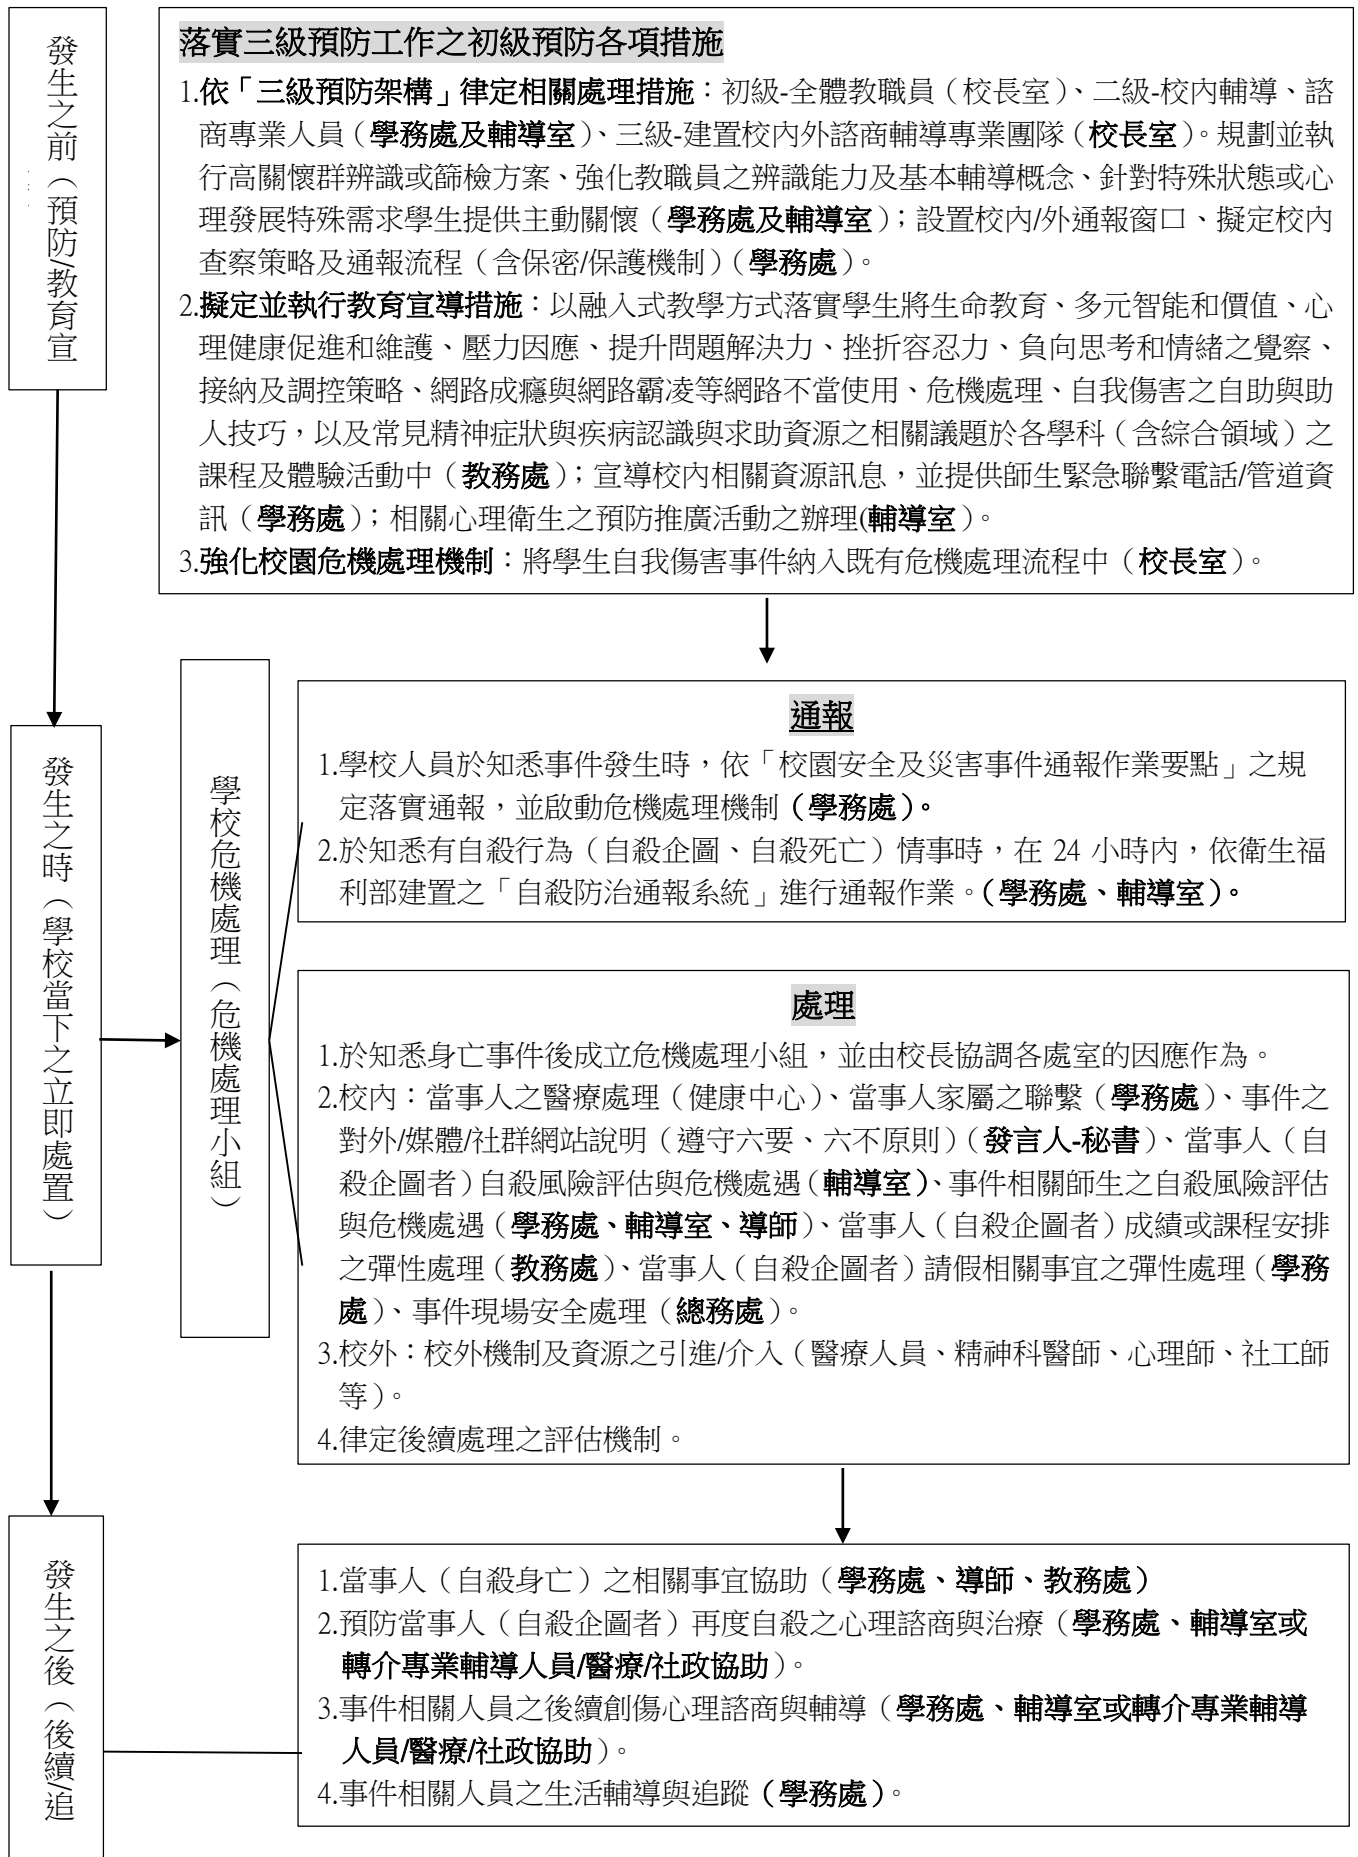 發生之前（預防/教育宣
落實三級預防工作之初級預防各項措施
1.依「三級預防架構」律定相關處理措施：初級-全體教職員（校長室）、二級-校內輔導、諮
商專業人員（學務處及輔導室）、三級-建置校內外諮商輔導專業團隊（校長室）。規劃並執
行高關懷群辨識或篩檢方案、強化教職員之辨識能力及基本輔導概念、針對特殊狀態或心
理發展特殊需求學生提供主動關懷（學務處及輔導室）；設置校內/外通報窗口、擬定校內
查察策略及通報流程（含保密/保護機制）（學務處）。
2.擬定並執行教育宣導措施：以融入式教學方式落實學生將生命教育、多元智能和價值、心
理健康促進和維護、壓力因應、提升問題解決力、挫折容忍力、負向思考和情緒之覺察、
接納及調控策略、網路成癮與網路霸凌等網路不當使用、危機處理、自我傷害之自助與助
人技巧，以及常見精神症狀與疾病認識與求助資源之相關議題於各學科（含綜合領域）之
課程及體驗活動中（教務處）；宣導校內相關資源訊息，並提供師生緊急聯繫電話/管道資
訊（學務處）；相關心理衛生之預防推廣活動之辦理(輔導室）。
3.強化校園危機處理機制：將學生自我傷害事件納入既有危機處理流程中（校長室）。
發生之時（學校當下之立即處置）
學校危機處理（危機處理小組）
通報
1.學校人員於知悉事件發生時，依「校園安全及災害事件通報作業要點」之規
定落實通報，並啟動危機處理機制（學務處）。
2.於知悉有自殺行為（自殺企圖、自殺死亡）情事時，在 24 小時內，依衛生福
利部建置之「自殺防治通報系統」進行通報作業。（學務處、輔導室）。
處理
1.於知悉身亡事件後成立危機處理小組，並由校長協調各處室的因應作為。
2.校內：當事人之醫療處理（健康中心）、當事人家屬之聯繫（學務處）、事件之
對外/媒體/社群網站說明（遵守六要、六不原則）（發言人-秘書）、當事人（自
殺企圖者）自殺風險評估與危機處遇（輔導室）、事件相關師生之自殺風險評估
與危機處遇（學務處、輔導室、導師）、當事人（自殺企圖者）成績或課程安排
之彈性處理（教務處）、當事人（自殺企圖者）請假相關事宜之彈性處理（學務
處）、事件現場安全處理（總務處）。
3.校外：校外機制及資源之引進/介入（醫療人員、精神科醫師、心理師、社工師
等）。
4.律定後續處理之評估機制。
發生之後（後續/追
1.當事人（自殺身亡）之相關事宜協助（學務處、導師、教務處）
2.預防當事人（自殺企圖者）再度自殺之心理諮商與治療（學務處、輔導室或
轉介專業輔導人員/醫療/社政協助）。
3.事件相關人員之後續創傷心理諮商與輔導（學務處、輔導室或轉介專業輔導
人員/醫療/社政協助）。
4.事件相關人員之生活輔導與追蹤（學務處）。